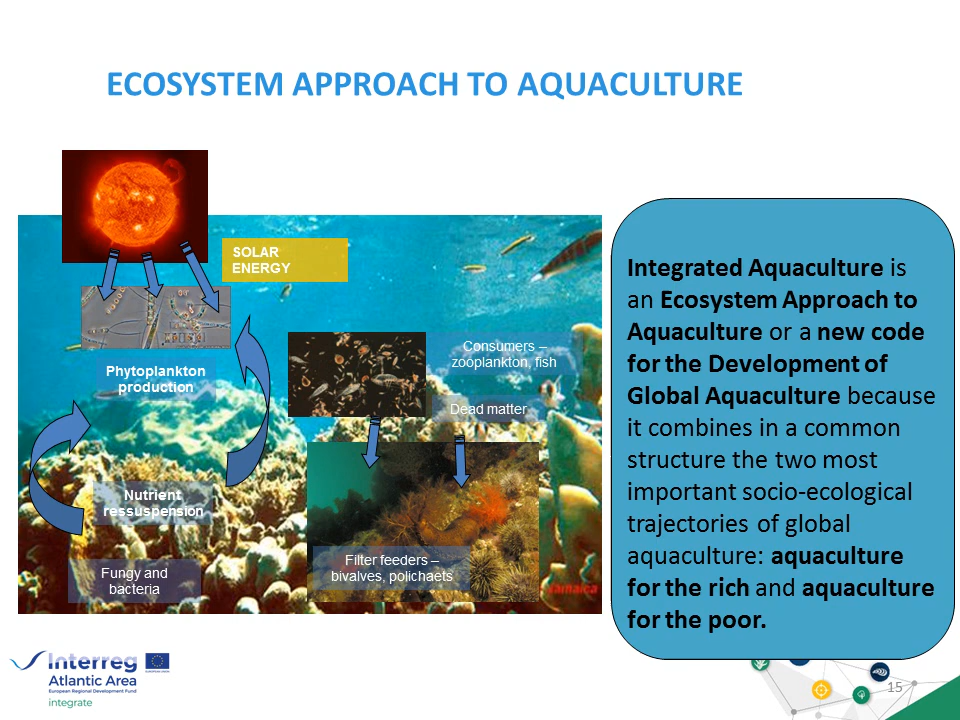 ECOSYSTEM APPROACH TO AQUACULTURE
SOLAR
ENERGY
Phytoplankton
production
Consumers –
zooplankton, fish
Dead matter
Nutrient
ressuspension
Filter feeders –
bivalves, polichaets
Fungy and
bacteria
Jamaica
Integrated Aquaculture is
an Ecosystem Approach to
Aquaculture or a new code
for the Development of
Global Aquaculture because
it combines in a common
structure the two most
important socio-ecological
trajectories of global
aquaculture: aquaculture
for the rich and aquaculture
for the poor.
Interreg
EUROPEAN UNION
Atlantic Area
European Regional Development Fund
integrate
15